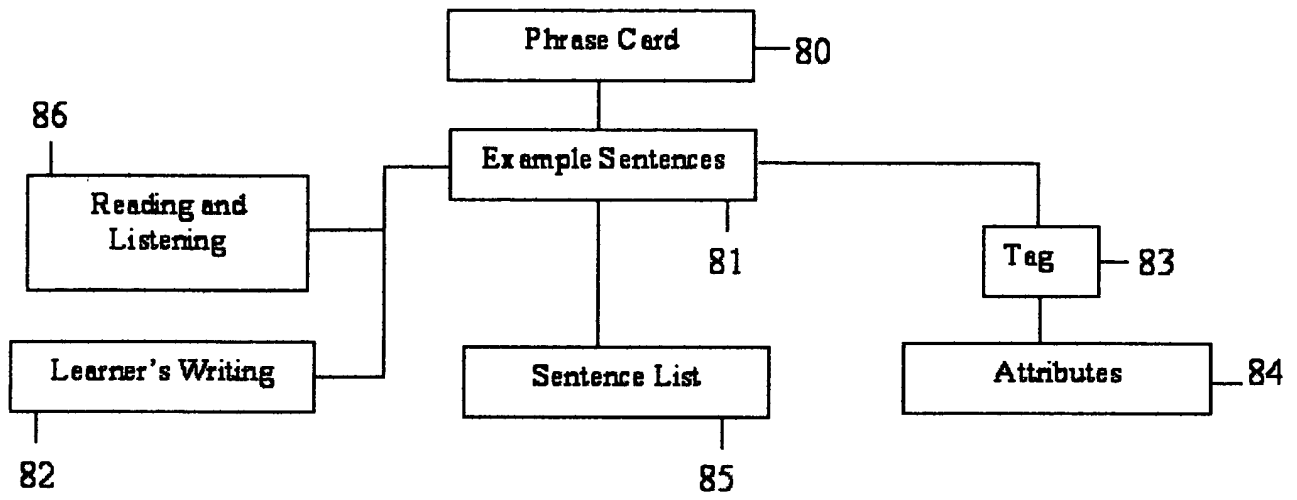 Phrase Card
80
86
Example Sentences
Reading and
Listening
81
Tag
83
Learner's Writing
Sentence List
Attributes
84
82
85